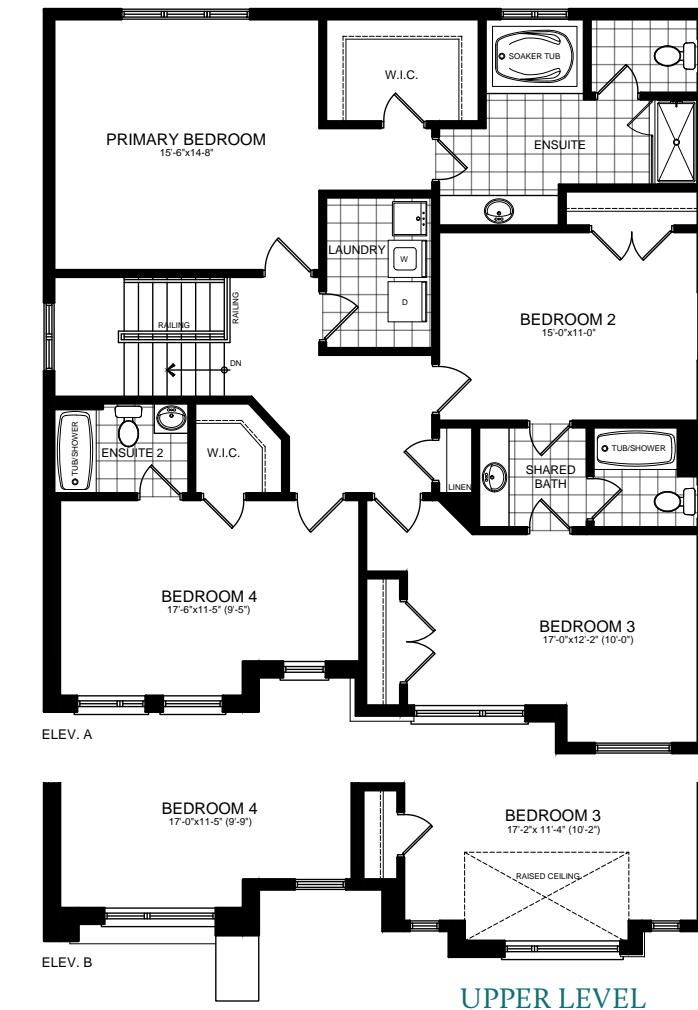 SOAKER TUB
W.I.C.
PRIMARY BEDROOM
15'-6"x14'-8"
ENSUITE
LAUNDRY
W
D
RAILING
RAILING
DN
BEDROOM 2
15'-0"x11'-0"
TUB/SHOWER
ENSUITE 2
W.I.C.
LINEN
SHARED
BATH
TUB/SHOWER
BEDROOM 4
17'-6"x11'-5" (9'-5")
BEDROOM 3
17'-0"x12'-2" (10'-0")
ELEV. A
BEDROOM 4
17'-0"x11'-5" (9'-9")
BEDROOM 3
17'-2"x 11'-4" (10'-2")
RAISED CEILING
ELEV. B
UPPER LEVEL